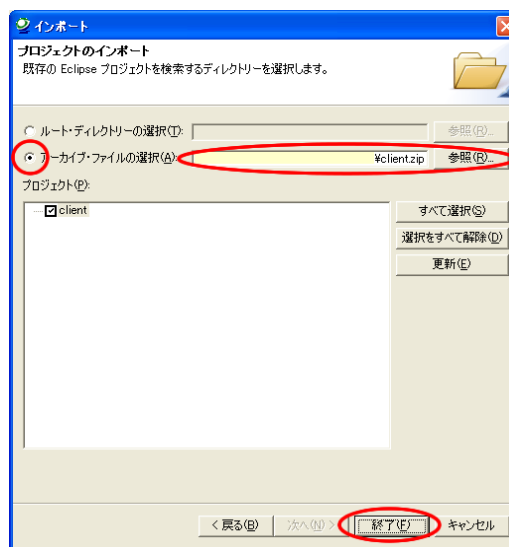 インポート
プロジェクトのインポート
既存の Eclipse プロジェクトを検索するディレクトリーを選択します。
ルート・ディレクトリーの選択(T):
参照(R)...
アーカイブ・ファイルの選択(A):
¥client.zip
参照(R)...
プロジェクト(P):
client
すべて選択(S)
選択をすべて解除(D)
更新(E)
< 戻る(B)
次へ(N) >
終了(F)
キャンセル